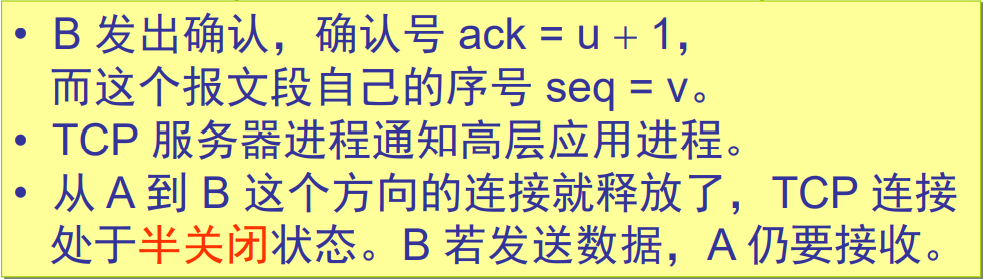 • B 发出确认，确认号 ack = u + 1，
而这个报文段自己的序号 seq = v。
• TCP 服务器进程通知高层应用进程。
• 从 A 到 B 这个方向的连接就释放了，TCP 连接
处于半关闭状态。B 若发送数据，A 仍要接收。